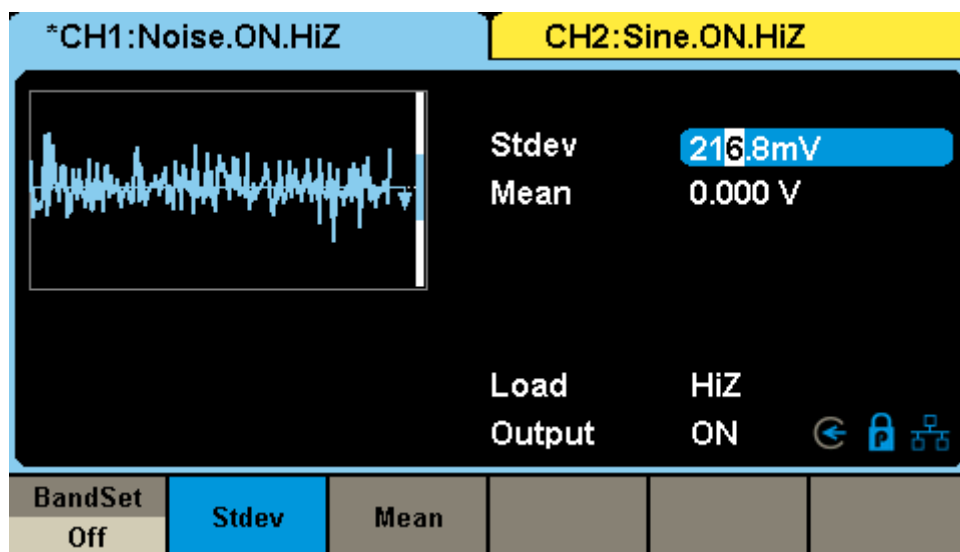 *CH1:Noise.ON.HiZ CH2:Sine.ON.HiZ
Stdev 216.8mV
Mean 0.000 V
Load HiZ
Output ON
BandSet
Off
Stdev
Mean